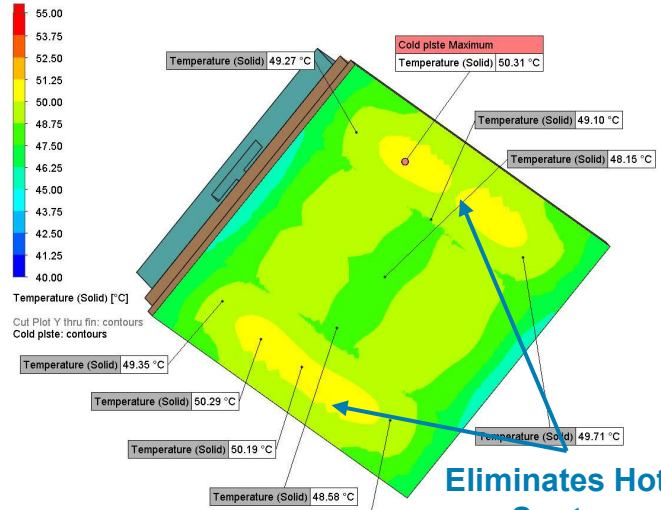 55.00
53.75
52.50
51.25
50.00
48.75
47.50
46.25
45.00
43.75
42.50
41.25
40.00
Temperature (Solid) [°C]
Cut Plot Y thru fin: contours
Cold plste: contours
Temperature (Solid) 49.27 °C
Cold plste Maximum
Temperature (Solid) 50.31 °C
Temperature (Solid) 49.10 °C
Temperature (Solid) 48.15 °C
Temperature (Solid) 49.35 °C
Temperature (Solid) 50.29 °C
Temperature (Solid) 50.19 °C
Temperature (Solid) 48.58 °C
Temperature (Solid) 49.71 °C
Eliminates Hot